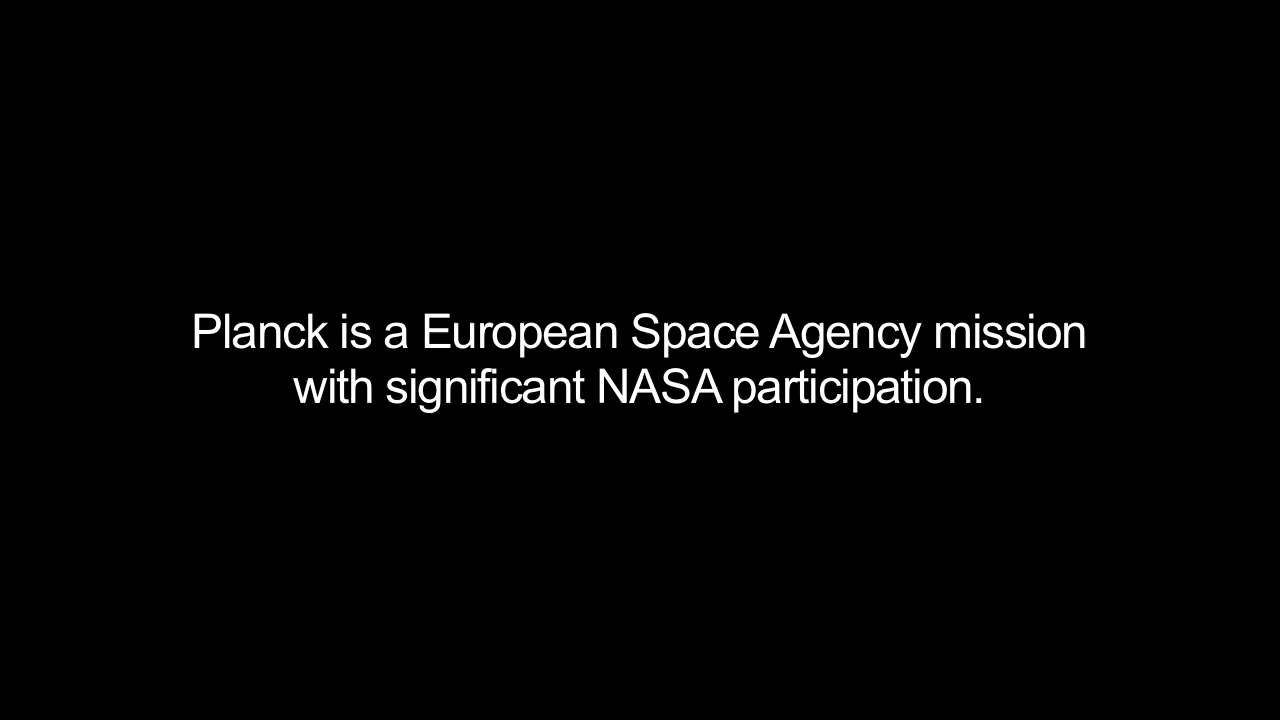 Planck is a European Space Agency mission
with significant NASA participation.